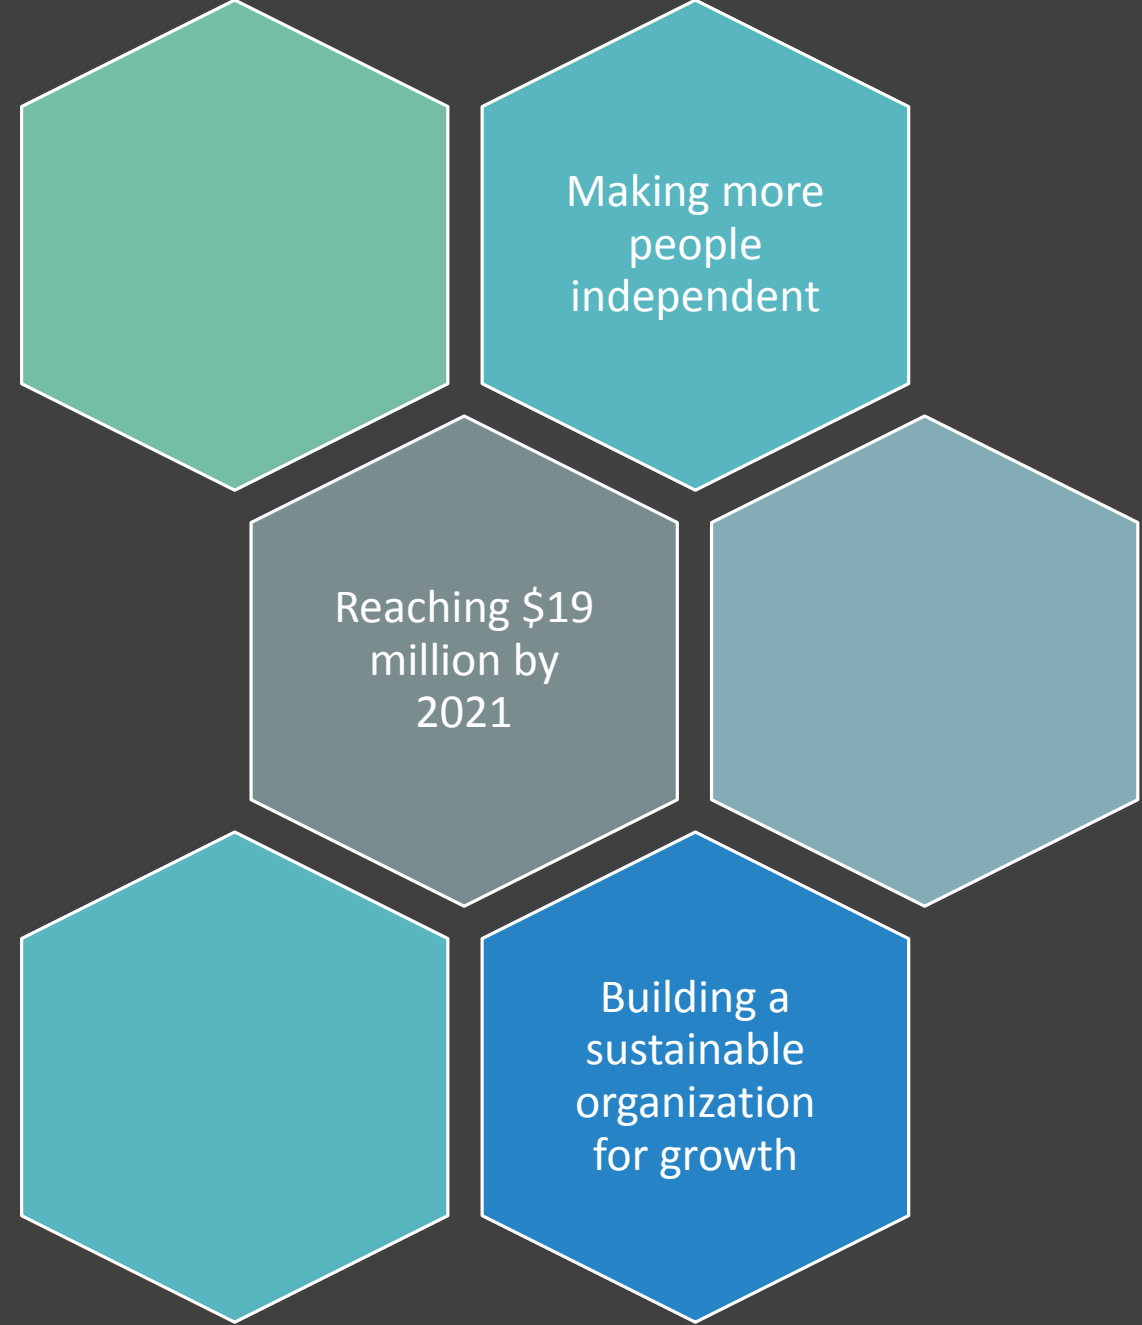 Making more
people
independent
Reaching $19
million by
2021
Building a
sustainable
organization
for growth